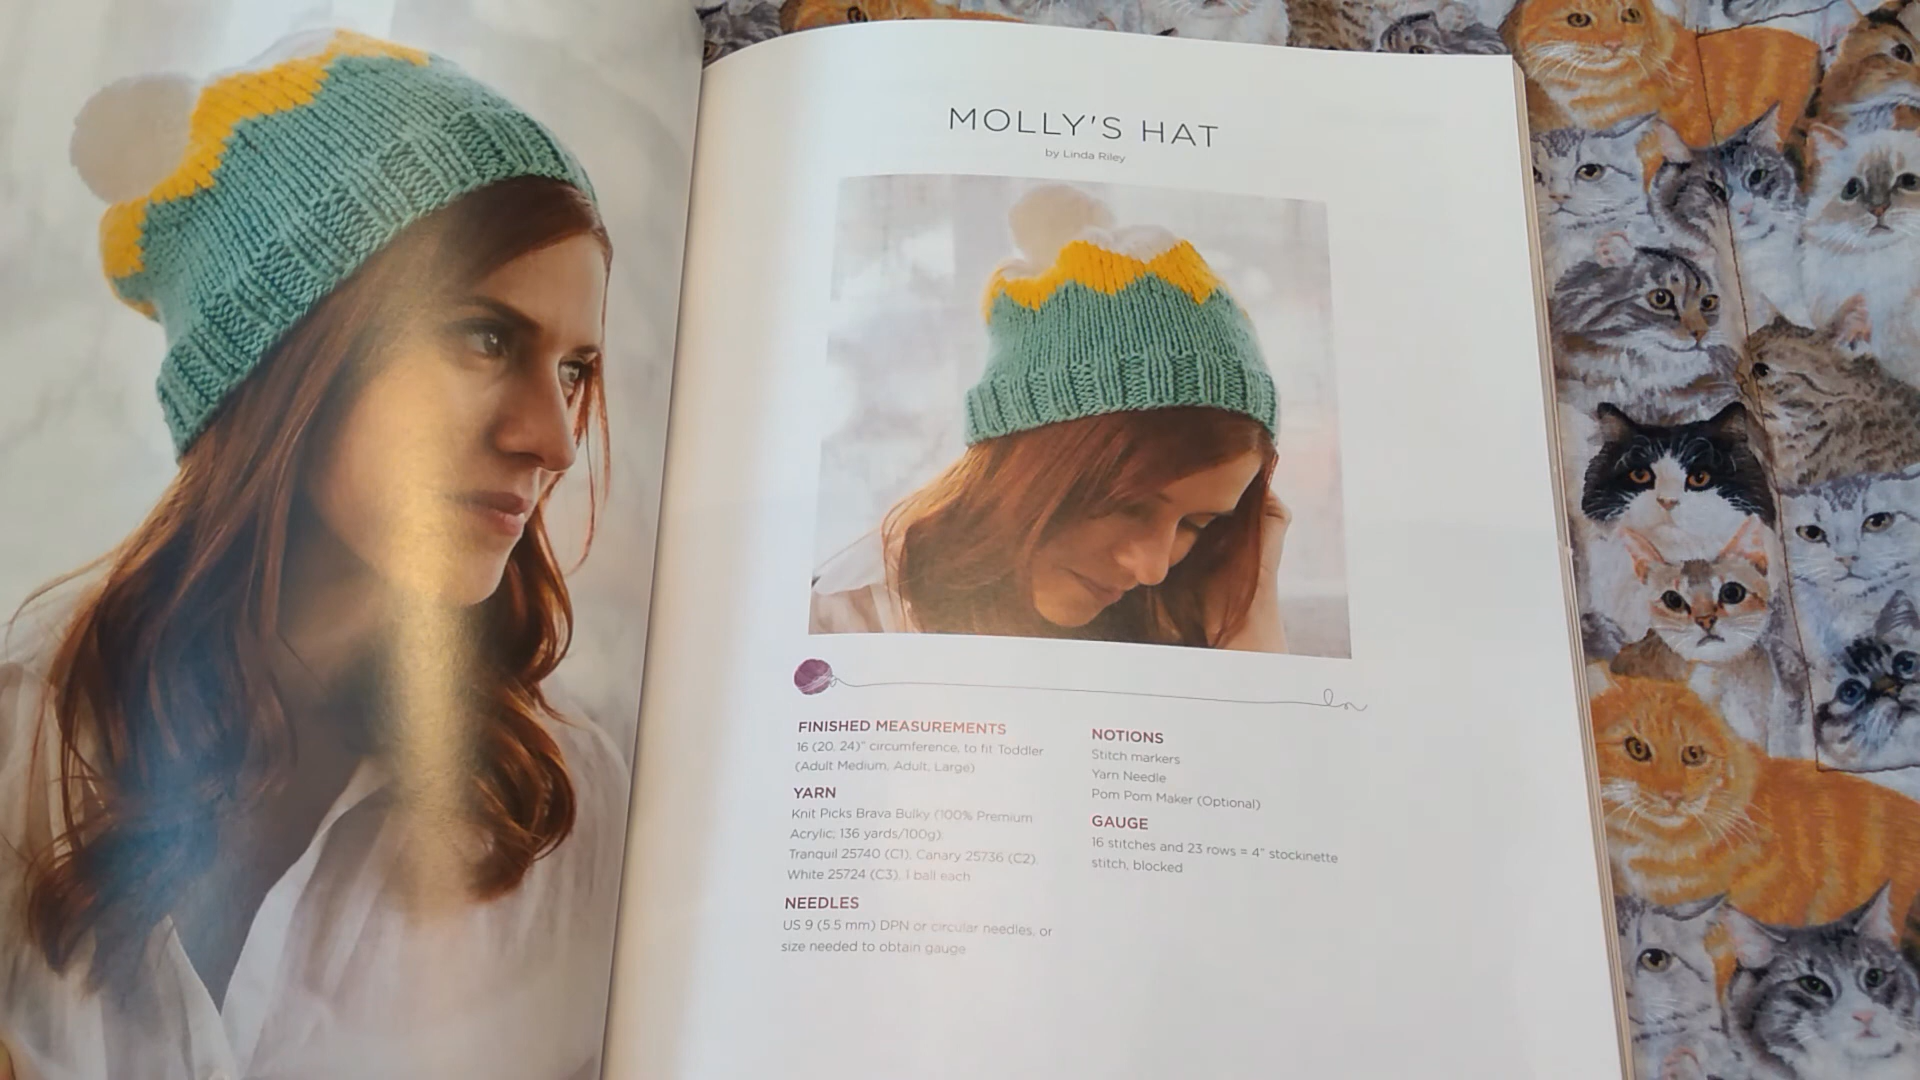 MOLLY'S HAT
by Linda Riley
FINISHED MEASUREMENTS
16 (20, 24)" circumference, to fit Toddler
(Adult Medium, Adult, Large)
YARN
Knit Picks Brava Bulky (100% Premium
Acrylic; 136 yards/100g):
Tranquil 25740 (C1), Canary 25736 (C2),
White 25724 (C3), 1 ball each
NEEDLES
US 9 (5.5 mm) DPN or circular needles, or
size needed to obtain gauge
NOTIONS
Stitch markers
Yarn Needle
Pom Pom Maker (Optional)
GAUGE
16 stitches and 23 rows = 4" stockinette
stitch, blocked